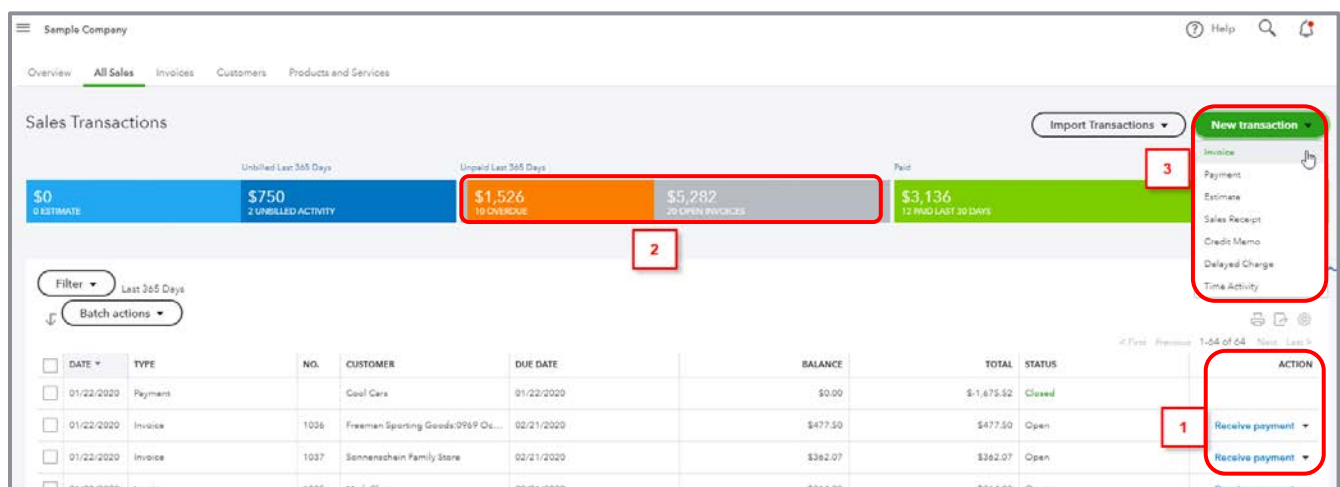 Sample Company
Help
Overview All Sales Invoices Customers Products and Services
Sales Transactions
Import Transactions
New transaction
Invoice
Payment
Estimate
Sales Receipt
Credit Memo
Delayed Charge
Time Activity
3
Unbilled Last 365 Days
Unpaid Last 365 Days
Paid
$0
0 ESTIMATE
$750
2 UNBILLED ACTIVITY
$1,526
10 OVERDUE
$5,282
20 OPEN INVOICES
$3,136
12 PAID LAST 30 DAYS
2
Filter Last 365 Days
Batch actions
< First Previous 1-64 of 64 Next Last >
DATE TYPE NO. CUSTOMER DUE DATE BALANCE TOTAL STATUS ACTION
01/22/2020 Payment Cool Cars 01/22/2020 $0.00 $-1,675.52 Closed
01/22/2020 Invoice 1036 Freeman Sporting Goods:0969 Oc... 02/21/2020 $477.50 $477.50 Open Receive payment
1
01/22/2020 Invoice 1037 Sonnenschein Family Store 02/21/2020 $362.07 $362.07 Open Receive payment